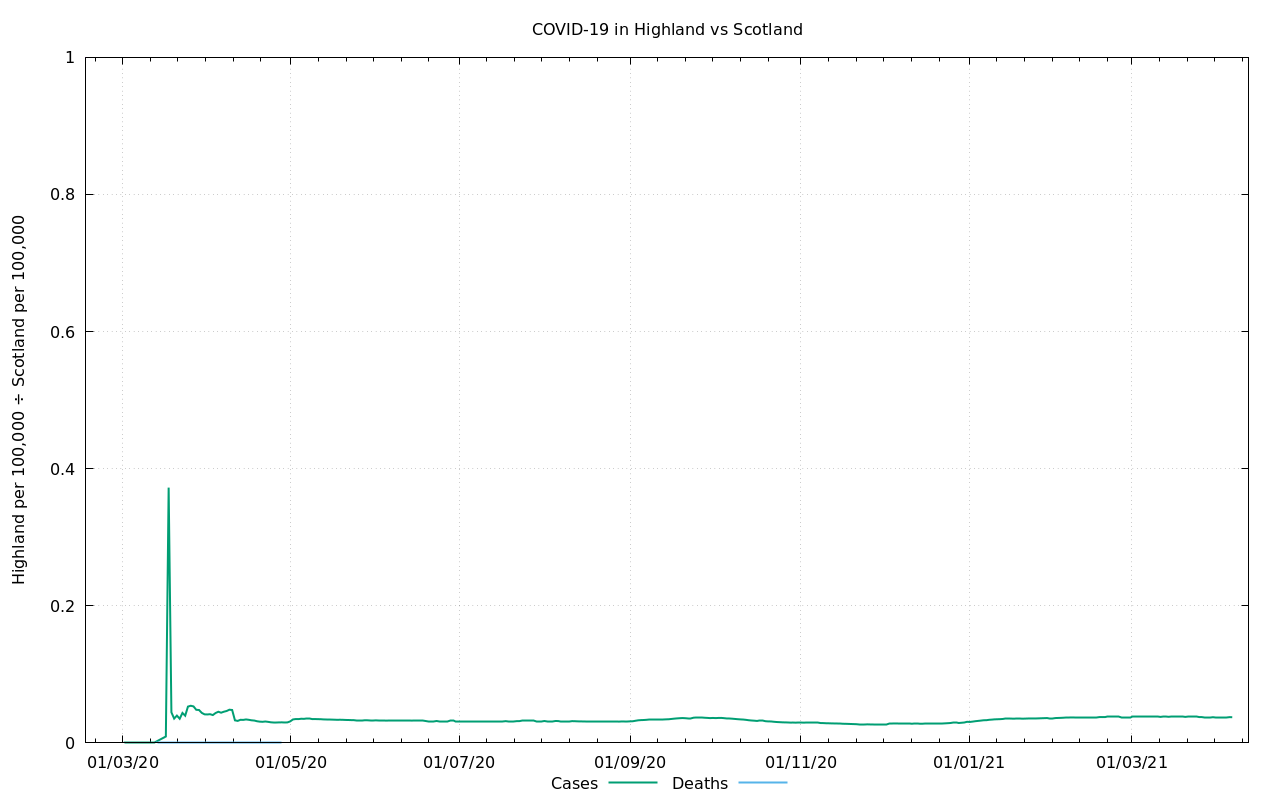 COVID-19 in Highland vs Scotland
Highland per 100,000 ÷ Scotland per 100,000
1
0.8
0.6
0.4
0.2
0
01/03/20 01/05/20 01/07/20 01/09/20 01/11/20 01/01/21 01/03/21
Cases Deaths